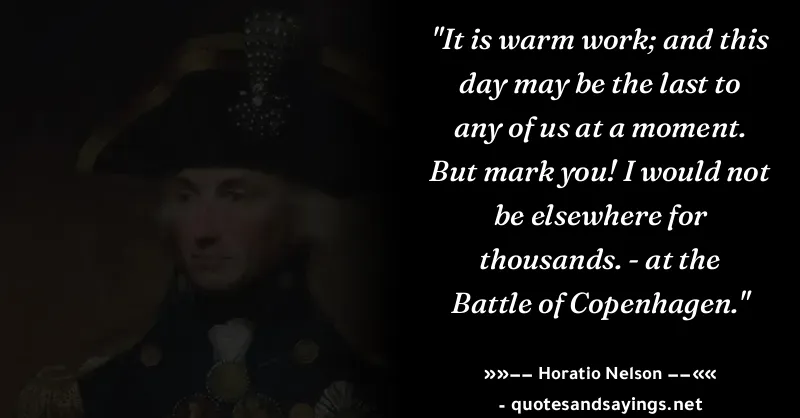 "It is warm work; and this
day may be the last to
any of us at a moment.
But mark you! I would not
be elsewhere for
thousands. - at the
Battle of Copenhagen."
»»−− Horatio Nelson −−««
- quotesandsayings.net